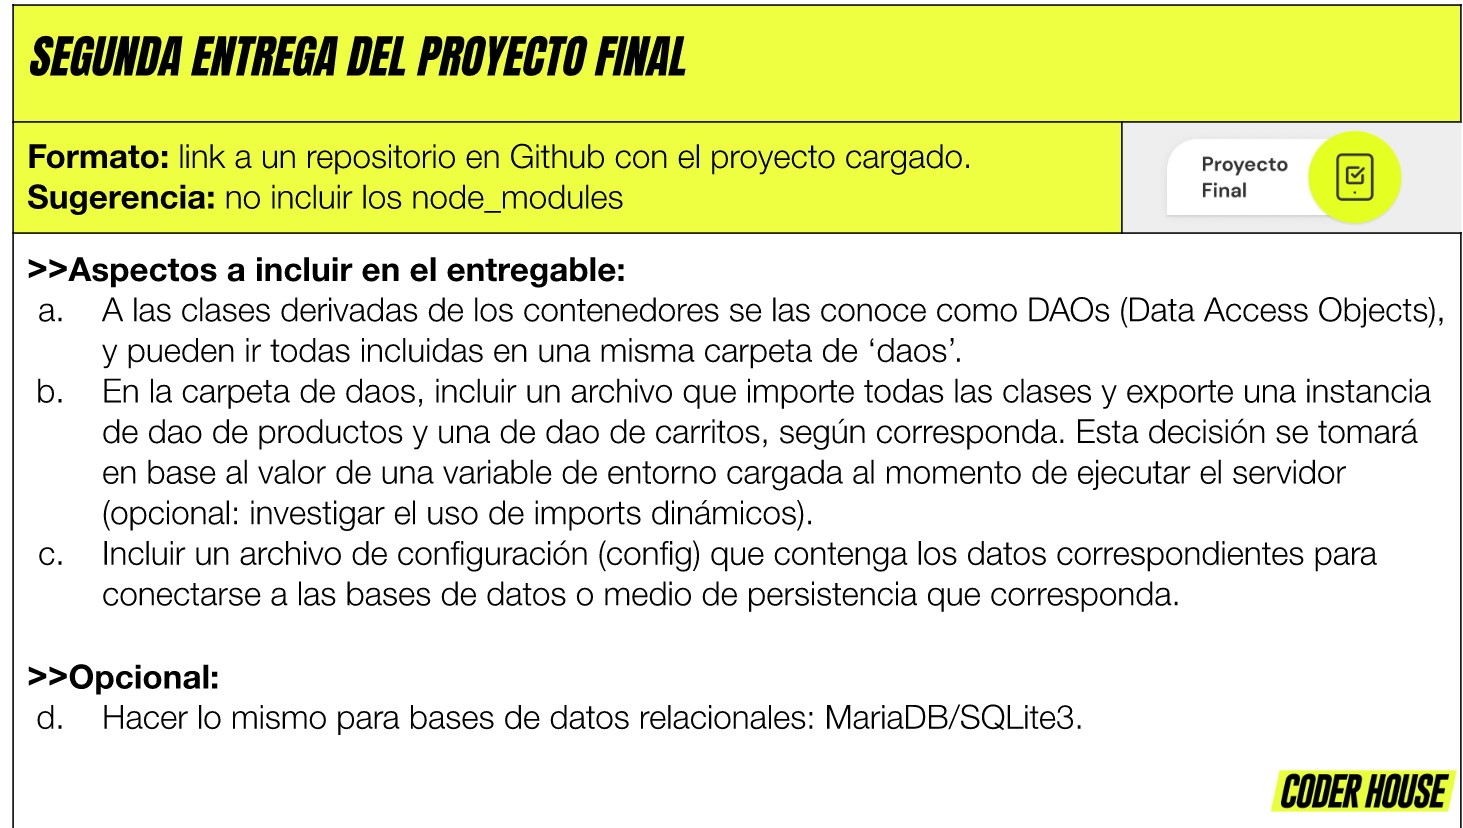 SEGUNDA ENTREGA DEL PROYECTO FINAL
Formato: link a un repositorio en Github con el proyecto cargado.
Sugerencia: no incluir los node_modules
Proyecto
Final
>>Aspectos a incluir en el entregable:
a. A las clases derivadas de los contenedores se las conoce como DAOs (Data Access Objects),
y pueden ir todas incluidas en una misma carpeta de ‘daos’.
b. En la carpeta de daos, incluir un archivo que importe todas las clases y exporte una instancia
de dao de productos y una de dao de carritos, según corresponda. Esta decisión se tomará
en base al valor de una variable de entorno cargada al momento de ejecutar el servidor
(opcional: investigar el uso de imports dinámicos).
c. Incluir un archivo de configuración (config) que contenga los datos correspondientes para
conectarse a las bases de datos o medio de persistencia que corresponda.
>>Opcional:
d. Hacer lo mismo para bases de datos relacionales: MariaDB/SQLite3.
CODER HOUSE